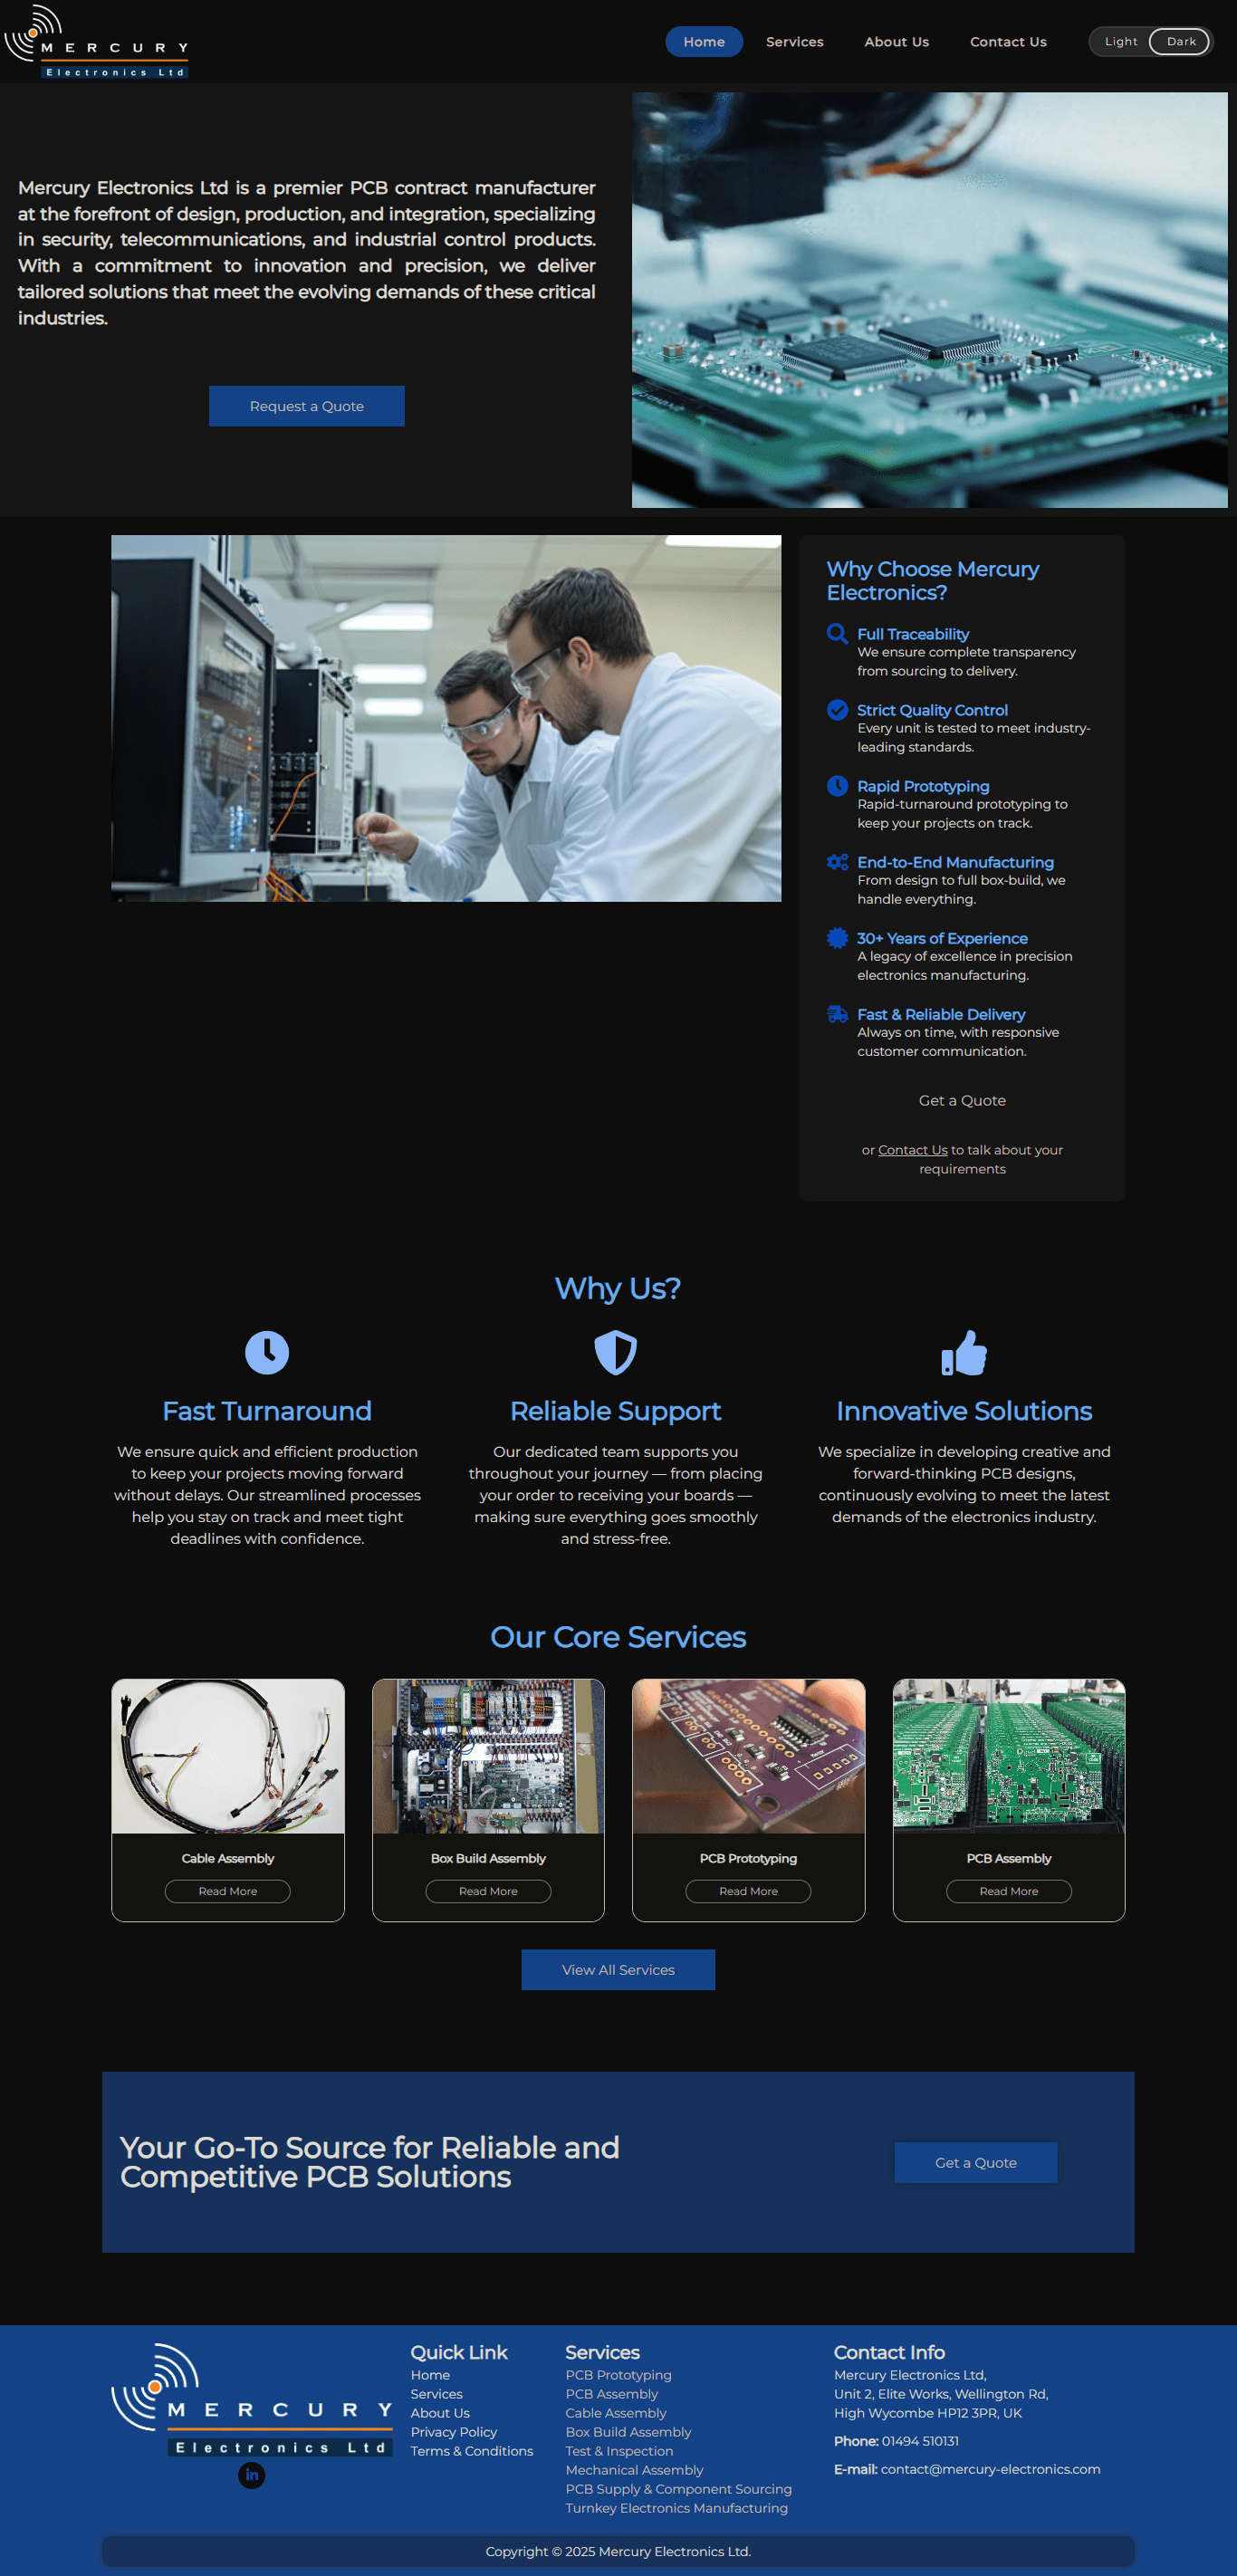 MERCURY
Electronics Ltd
Home
Services
About Us
Contact Us
Light
Dark
Mercury Electronics Ltd is a premier PCB contract manufacturer
at the forefront of design, production, and integration, specializing
in security, telecommunications, and industrial control products.
With a commitment to innovation and precision, we deliver
tailored solutions that meet the evolving demands of these critical
industries.
Request a Quote
Why Choose Mercury
Electronics?
Full Traceability
We ensure complete transparency
from sourcing to delivery.
Strict Quality Control
Every unit is tested to meet industry-
leading standards.
Rapid Prototyping
Rapid-turnaround prototyping to
keep your projects on track.
End-to-End Manufacturing
From design to full box-build, we
handle everything.
30+ Years of Experience
A legacy of excellence in precision
electronics manufacturing.
Fast & Reliable Delivery
Always on time, with responsive
customer communication.
Get a Quote
or Contact Us to talk about your
requirements
Why Us?
Fast Turnaround
We ensure quick and efficient production
to keep your projects moving forward
without delays. Our streamlined processes
help you stay on track and meet tight
deadlines with confidence.
Reliable Support
Our dedicated team supports you
throughout your journey — from placing
your order to receiving your boards —
making sure everything goes smoothly
and stress-free.
Innovative Solutions
We specialize in developing creative and
forward-thinking PCB designs,
continuously evolving to meet the latest
demands of the electronics industry.
Our Core Services
Cable Assembly
Read More
Box Build Assembly
Read More
PCB Prototyping
Read More
PCB Assembly
Read More
View All Services
Your Go-To Source for Reliable and
Competitive PCB Solutions
Get a Quote
MERCURY
Electronics Ltd
in
Quick Link
Home
Services
About Us
Privacy Policy
Terms & Conditions
Services
PCB Prototyping
PCB Assembly
Cable Assembly
Box Build Assembly
Test & Inspection
Mechanical Assembly
PCB Supply & Component Sourcing
Turnkey Electronics Manufacturing
Contact Info
Mercury Electronics Ltd,
Unit 2, Elite Works, Wellington Rd,
High Wycombe HP12 3PR, UK
Phone: 01494 510131
E-mail: contact@mercury-electronics.com
Copyright © 2025 Mercury Electronics Ltd.